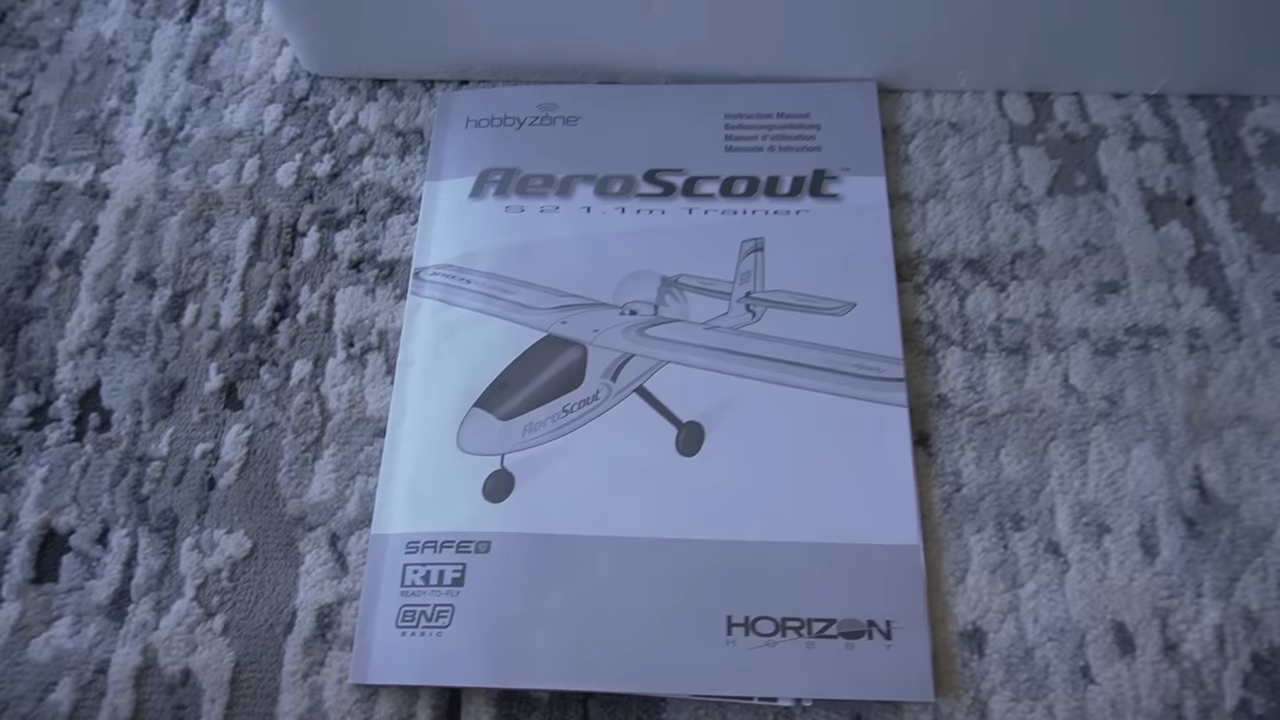 hobbyzone
Instruction Manual
Bedienungsanleitung
Manuel d'utilisation
Manuale di Istruzioni
AeroScout™
S 2 1.1m Trainer
AeroScout
SAFE
RTF
READY-TO-FLY
BNF
BASIC
HORIZON
HOBBY